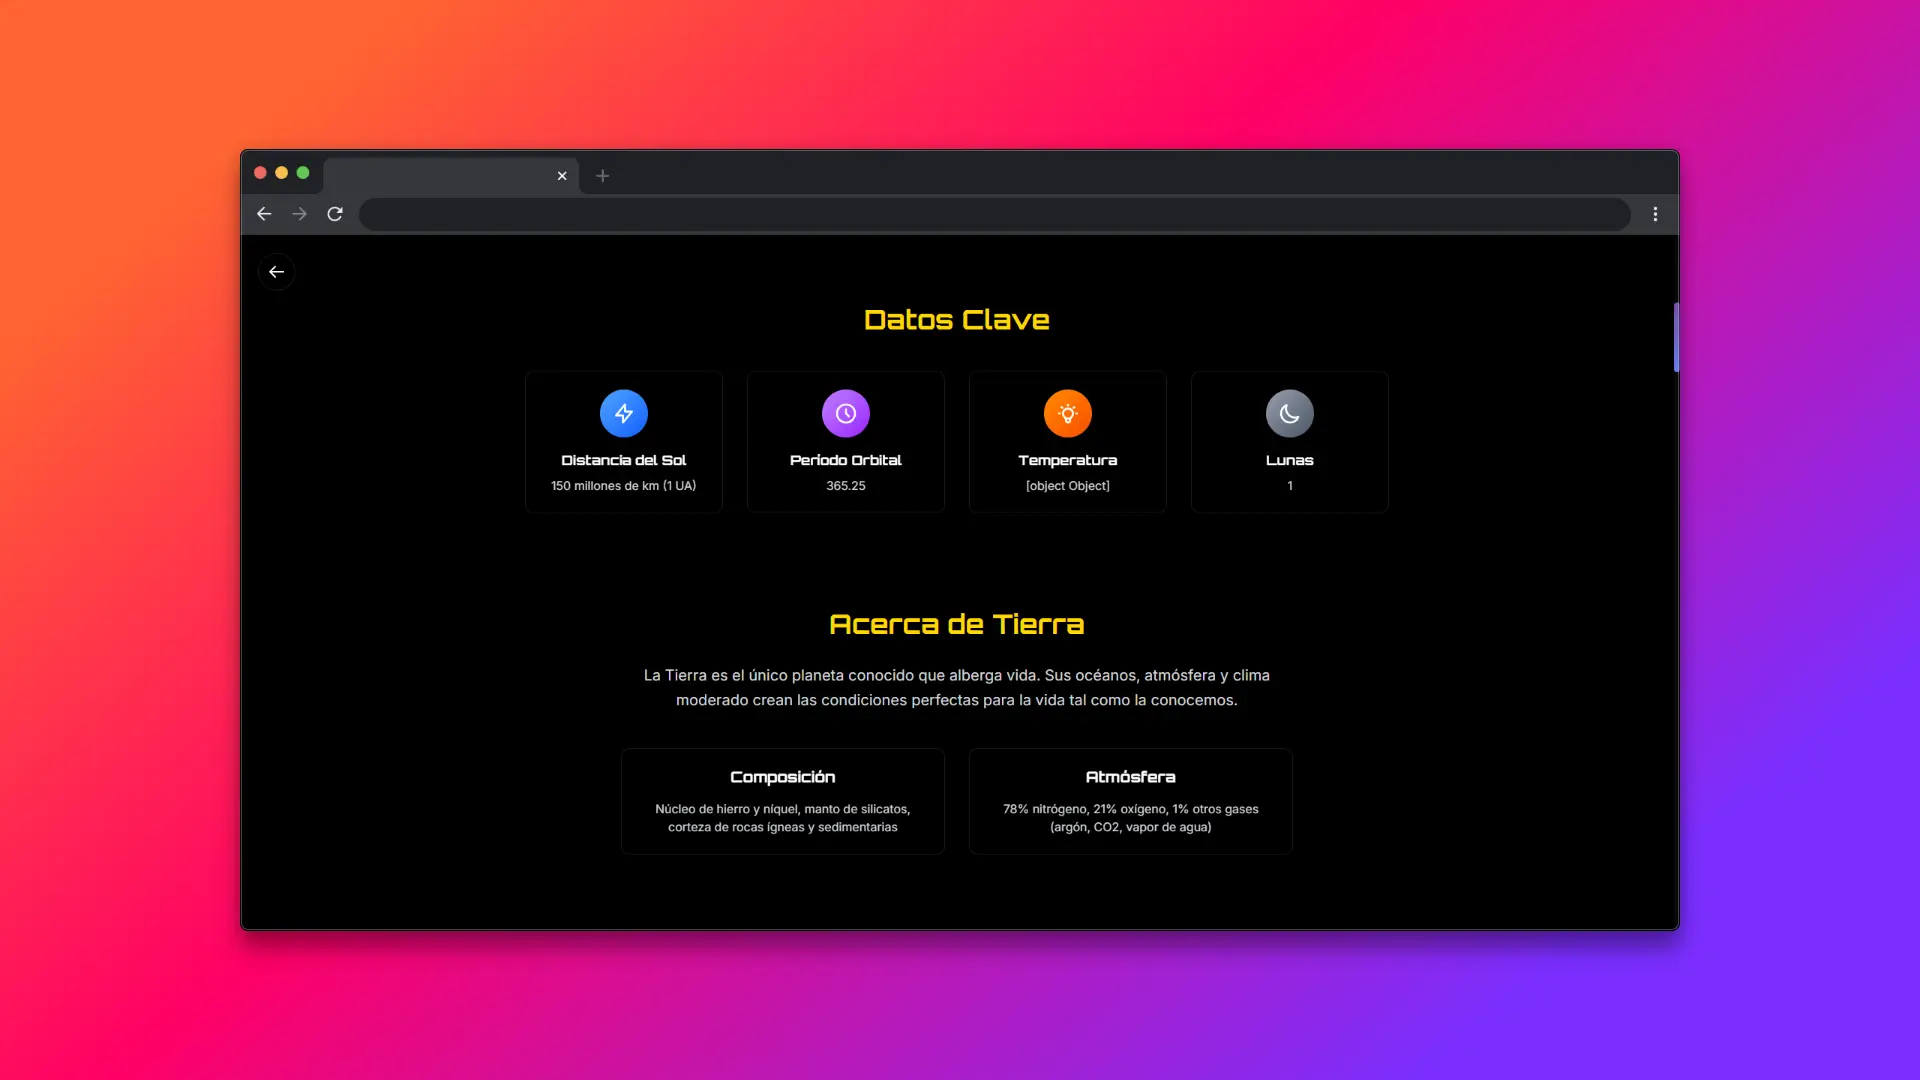 Datos Clave
Distancia del Sol
150 millones de km (1 UA)
Período Orbital
365.25
Temperatura
[object Object]
Lunas
1
Acerca de Tierra
La Tierra es el único planeta conocido que alberga vida. Sus océanos, atmósfera y clima
moderado crean las condiciones perfectas para la vida tal como la conocemos.
Composición
Núcleo de hierro y níquel, manto de silicatos,
corteza de rocas ígneas y sedimentarias
Atmósfera
78% nitrógeno, 21% oxígeno, 1% otros gases
(argón, CO2, vapor de agua)